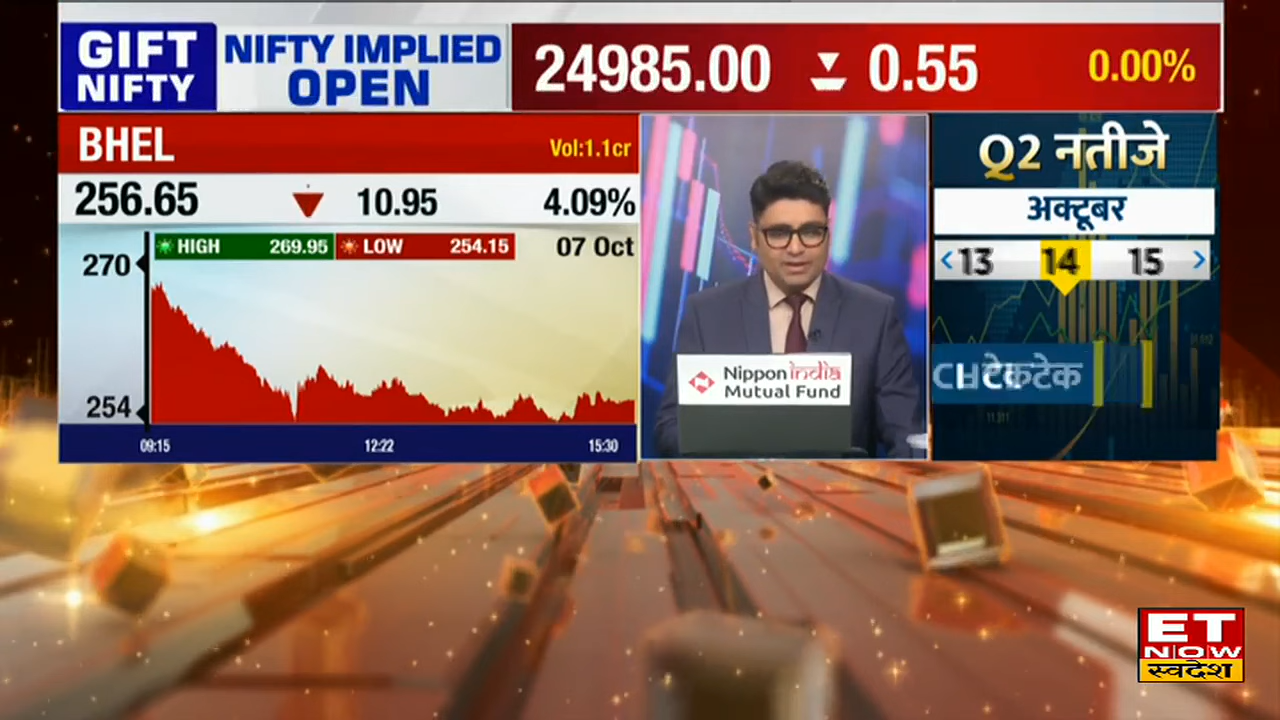 GIFT
NIFTY
NIFTY IMPLIED
OPEN
24985.00
0.55
0.00%
BHEL
Vol:1.1cr
256.65
10.95
4.09%
HIGH
269.95
LOW
254.15
07 Oct
270
254
09:15
12:22
15:30
Nippon india
Mutual Fund
Q2 नतीजे
अक्टूबर
13
14
15
ET
NOW
स्वदेश